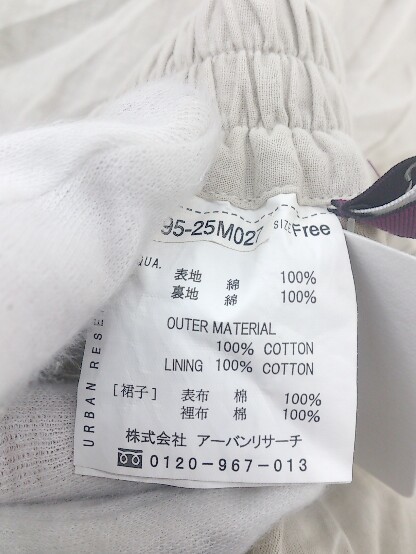 95-25M027 SIZE Free
QUA.
表地 綿 100%
裏地 綿 100%
OUTER MATERIAL
100% COTTON
LINING 100% COTTON
[裙子] 表布 棉 100%
裡布 棉 100%
株式会社 アーバンリサーチ
0120-967-013
URBAN RESE